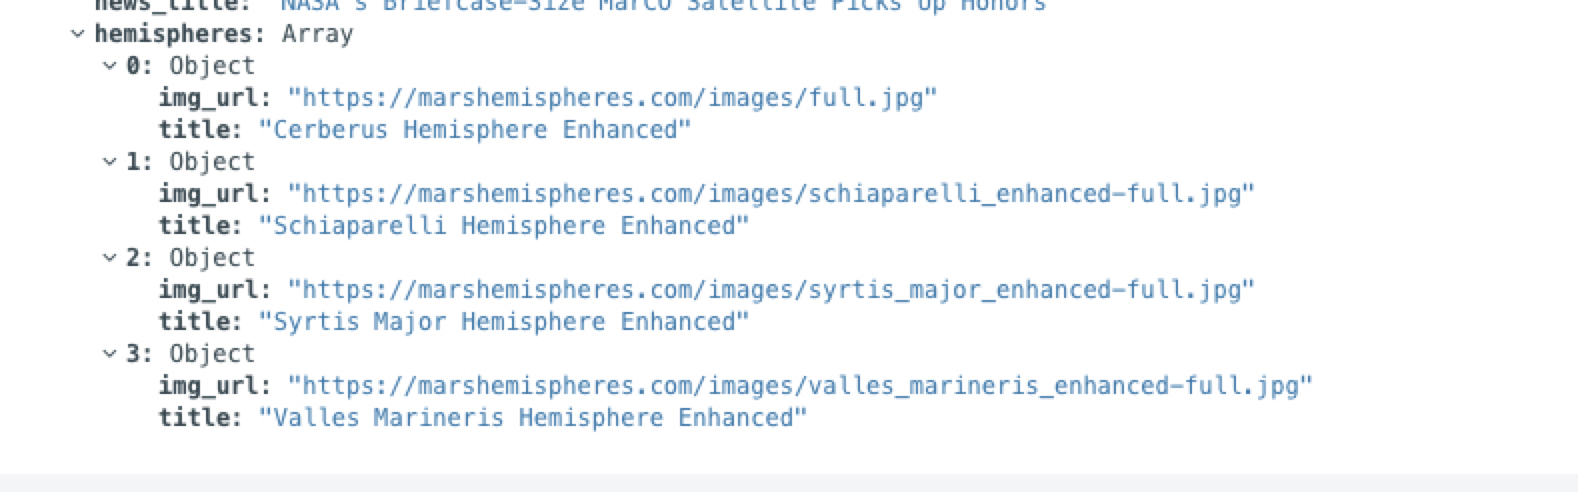 news_title: "NASA's Briefcase-Size MarCO Satellite Picks Up Honors"
hemispheres: Array
0: Object
img_url: "https://marshemispheres.com/images/full.jpg"
title: "Cerberus Hemisphere Enhanced"
1: Object
img_url: "https://marshemispheres.com/images/schiaparelli_enhanced-full.jpg"
title: "Schiaparelli Hemisphere Enhanced"
2: Object
img_url: "https://marshemispheres.com/images/syrtis_major_enhanced-full.jpg"
title: "Syrtis Major Hemisphere Enhanced"
3: Object
img_url: "https://marshemispheres.com/images/valles_marineris_enhanced-full.jpg"
title: "Valles Marineris Hemisphere Enhanced"